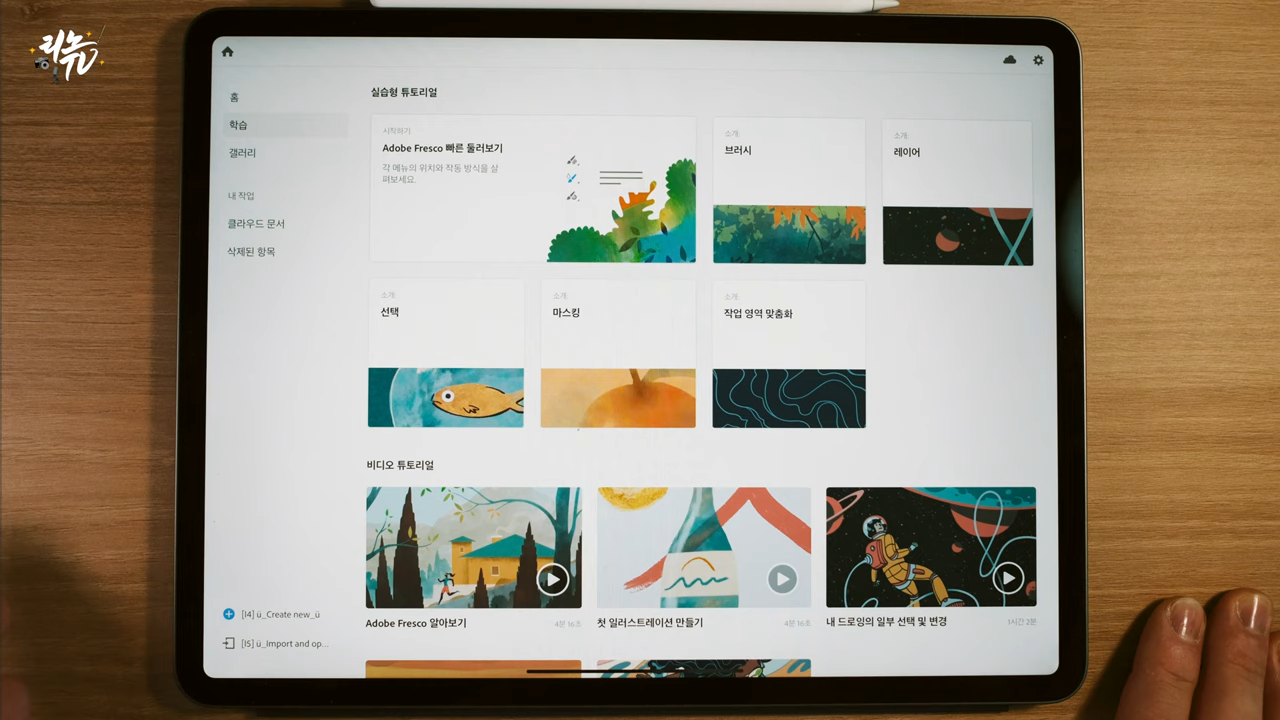 리뷰
TV
홈
학습
갤러리
내 작업
클라우드 문서
삭제된 항목
[I4] ü_Create new_ü
[I5] ü_Import and op...
실습형 튜토리얼
시작하기
Adobe Fresco 빠른 둘러보기
각 메뉴의 위치와 작동 방식을 살
펴보세요.
소개:
브러시
소개:
레이어
소개:
선택
소개:
마스킹
소개:
작업 영역 맞춤화
비디오 튜토리얼
Adobe Fresco 알아보기
4분 16초
첫 일러스트레이션 만들기
4분 16초
내 드로잉의 일부 선택 및 변경
1시간 2분